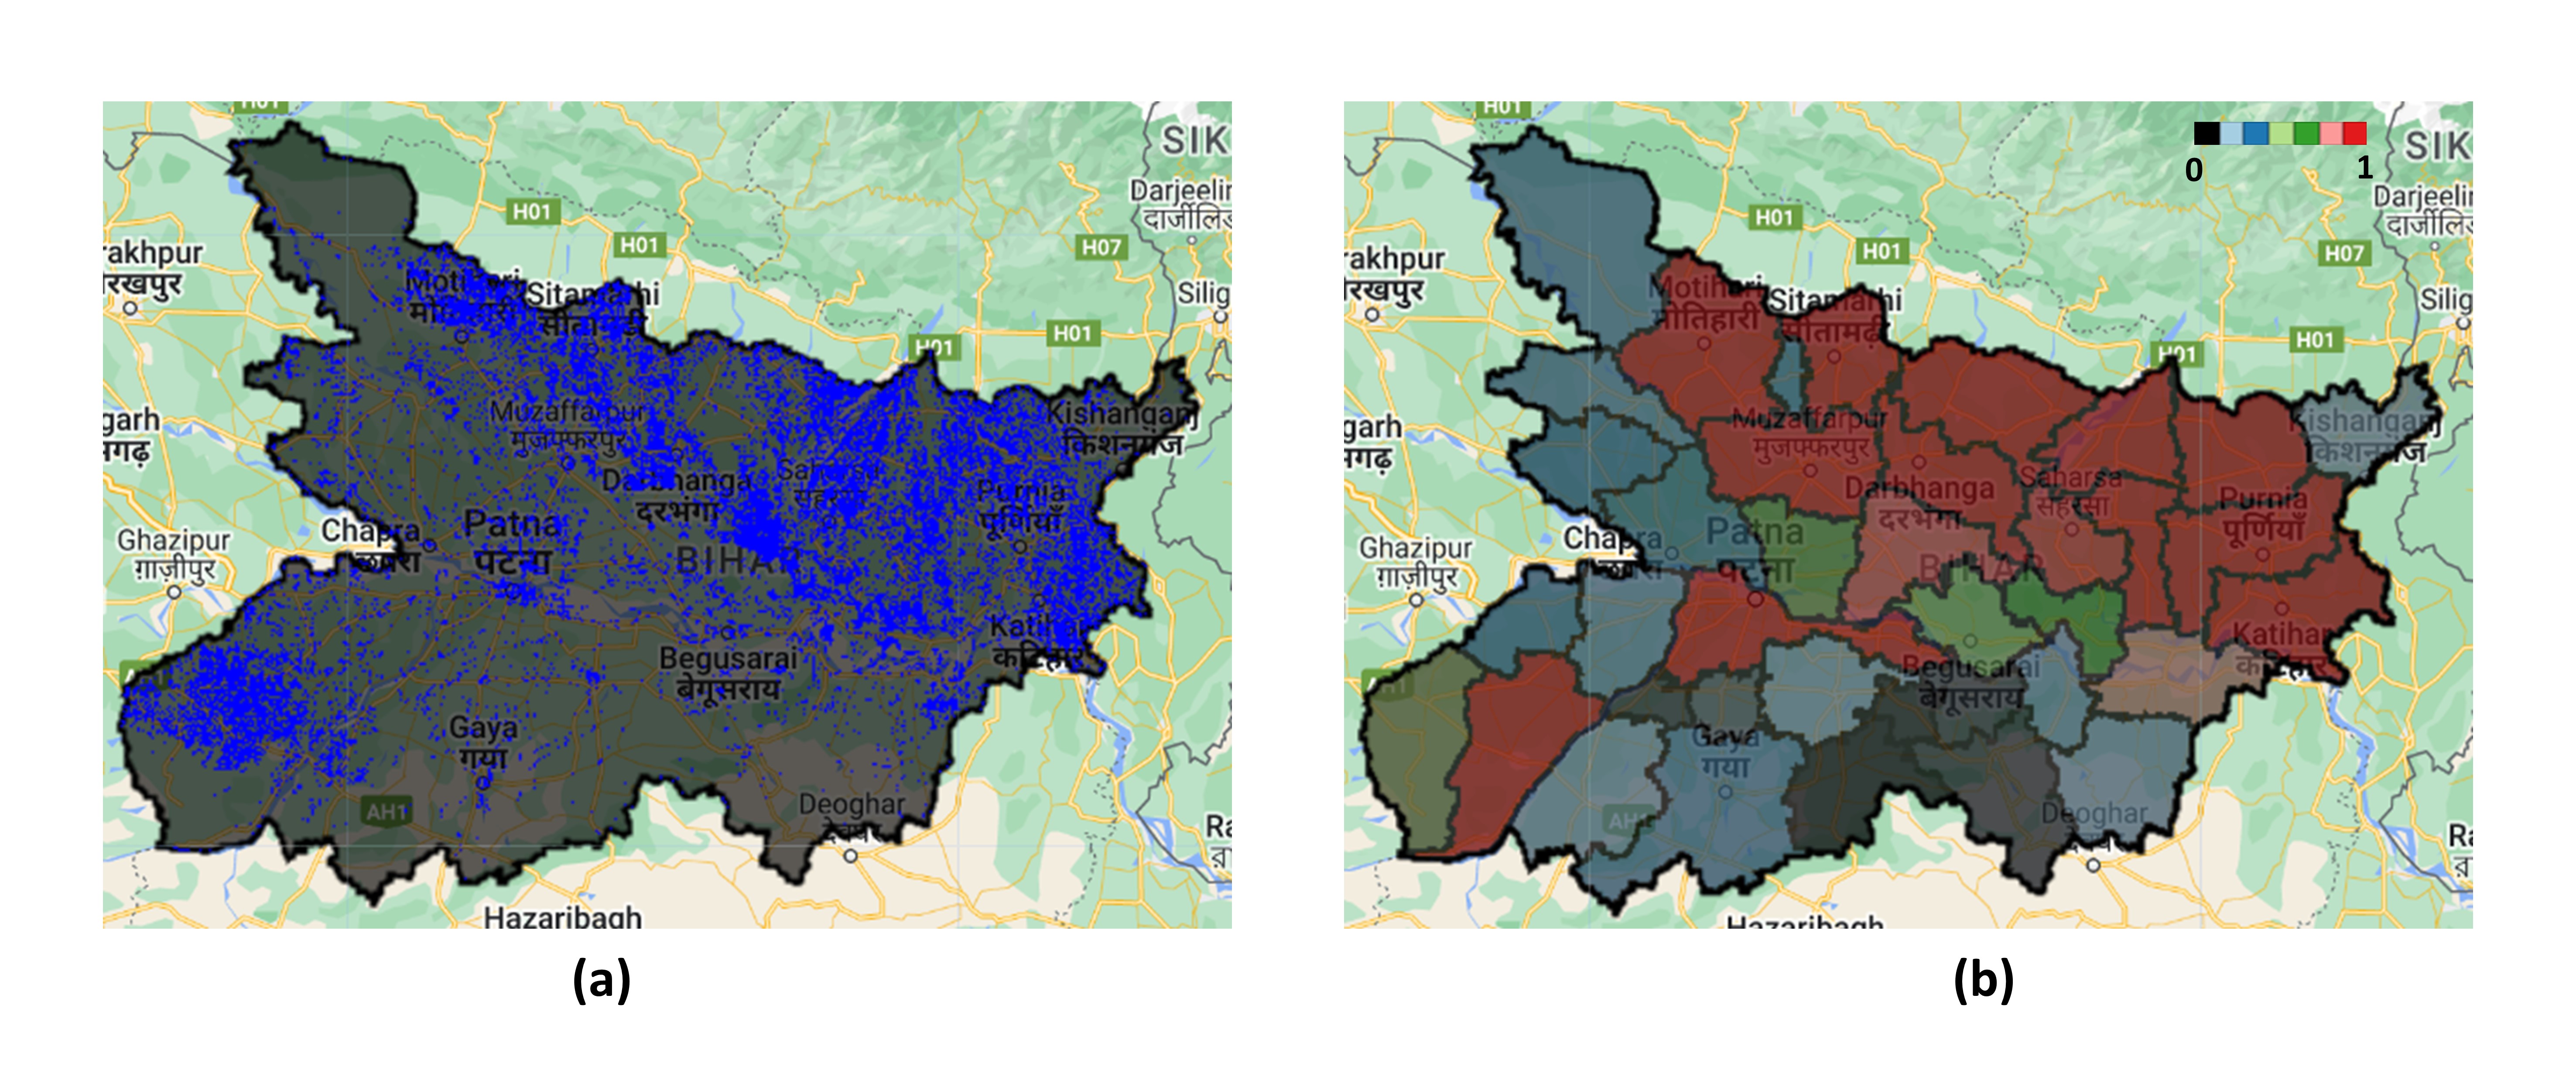 H01
SIK
Darjeelin
दार्जीलिङ
H01
H01
H07
rakhpur
रखपुर
Silig
Sitamarhi
H01
H01
Kishanganj
किशनगंज
garh
Muzaffarpur
मुजफ्फरपुर
Darbhanga
दरभंगा
Saharsa
सहरसा
Purnia
पूर्णियाँ
Chapra
छपरा
Patna
पटना
BIHAR
Ghazipur
ग़ाज़ीपुर
Katihar
कटिहार
Begusarai
बेगूसराय
Gaya
गया
AH1
Deoghar
Ra
Hazaribagh
(a)
H01
0
1
SIK
Darjeelin
दार्जीलिङ
H01
H01
H07
rakhpur
रखपुर
Silig
Motihari
मोतिहारी
Sitamarhi
सीतामढ़ी
H01
H01
Kishanganj
किशनगंज
garh
Muzaffarpur
मुजफ्फरपुर
Darbhanga
दरभंगा
Saharsa
सहरसा
Purnia
पूर्णियाँ
Chapra
छपरा
Patna
पटना
BIHAR
Ghazipur
ग़ाज़ीपुर
Katihar
कटिहार
AH1
Begusarai
बेगूसराय
Gaya
गया
AH1
Deoghar
Ra
Hazaribagh
(b)